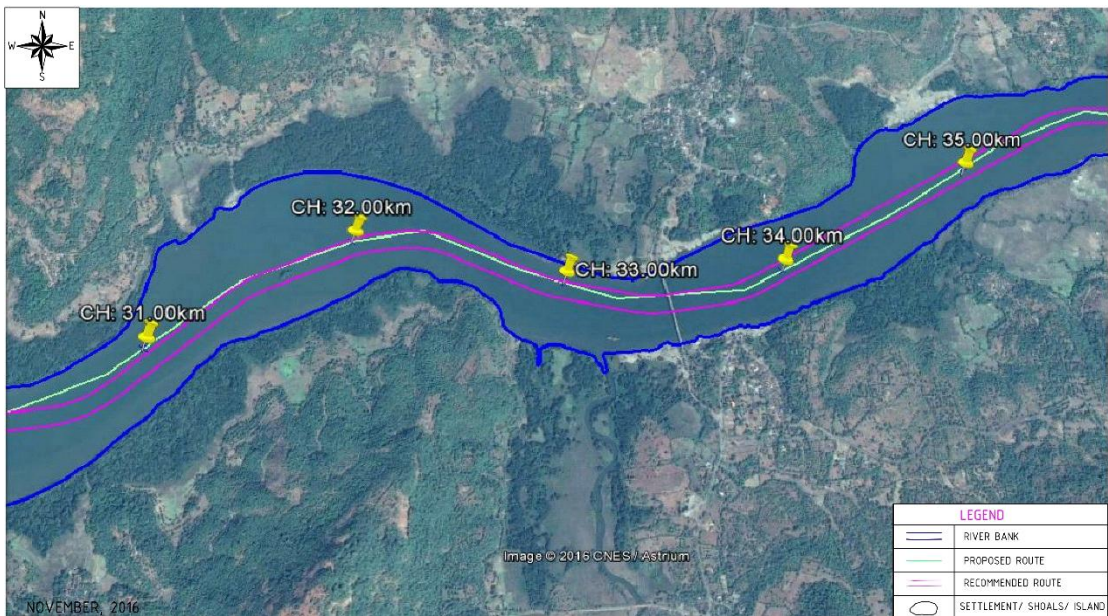 N
W E
S
CH: 35.00km
CH: 32.00km
CH: 34.00km
CH: 33.00km
CH: 31.00km
Image © 2016 CNES / Astrium
NOVEMBER, 2016
LEGEND
RIVER BANK
PROPOSED ROUTE
RECOMMENDED ROUTE
SETTLEMENT/ SHOALS/ ISLAND